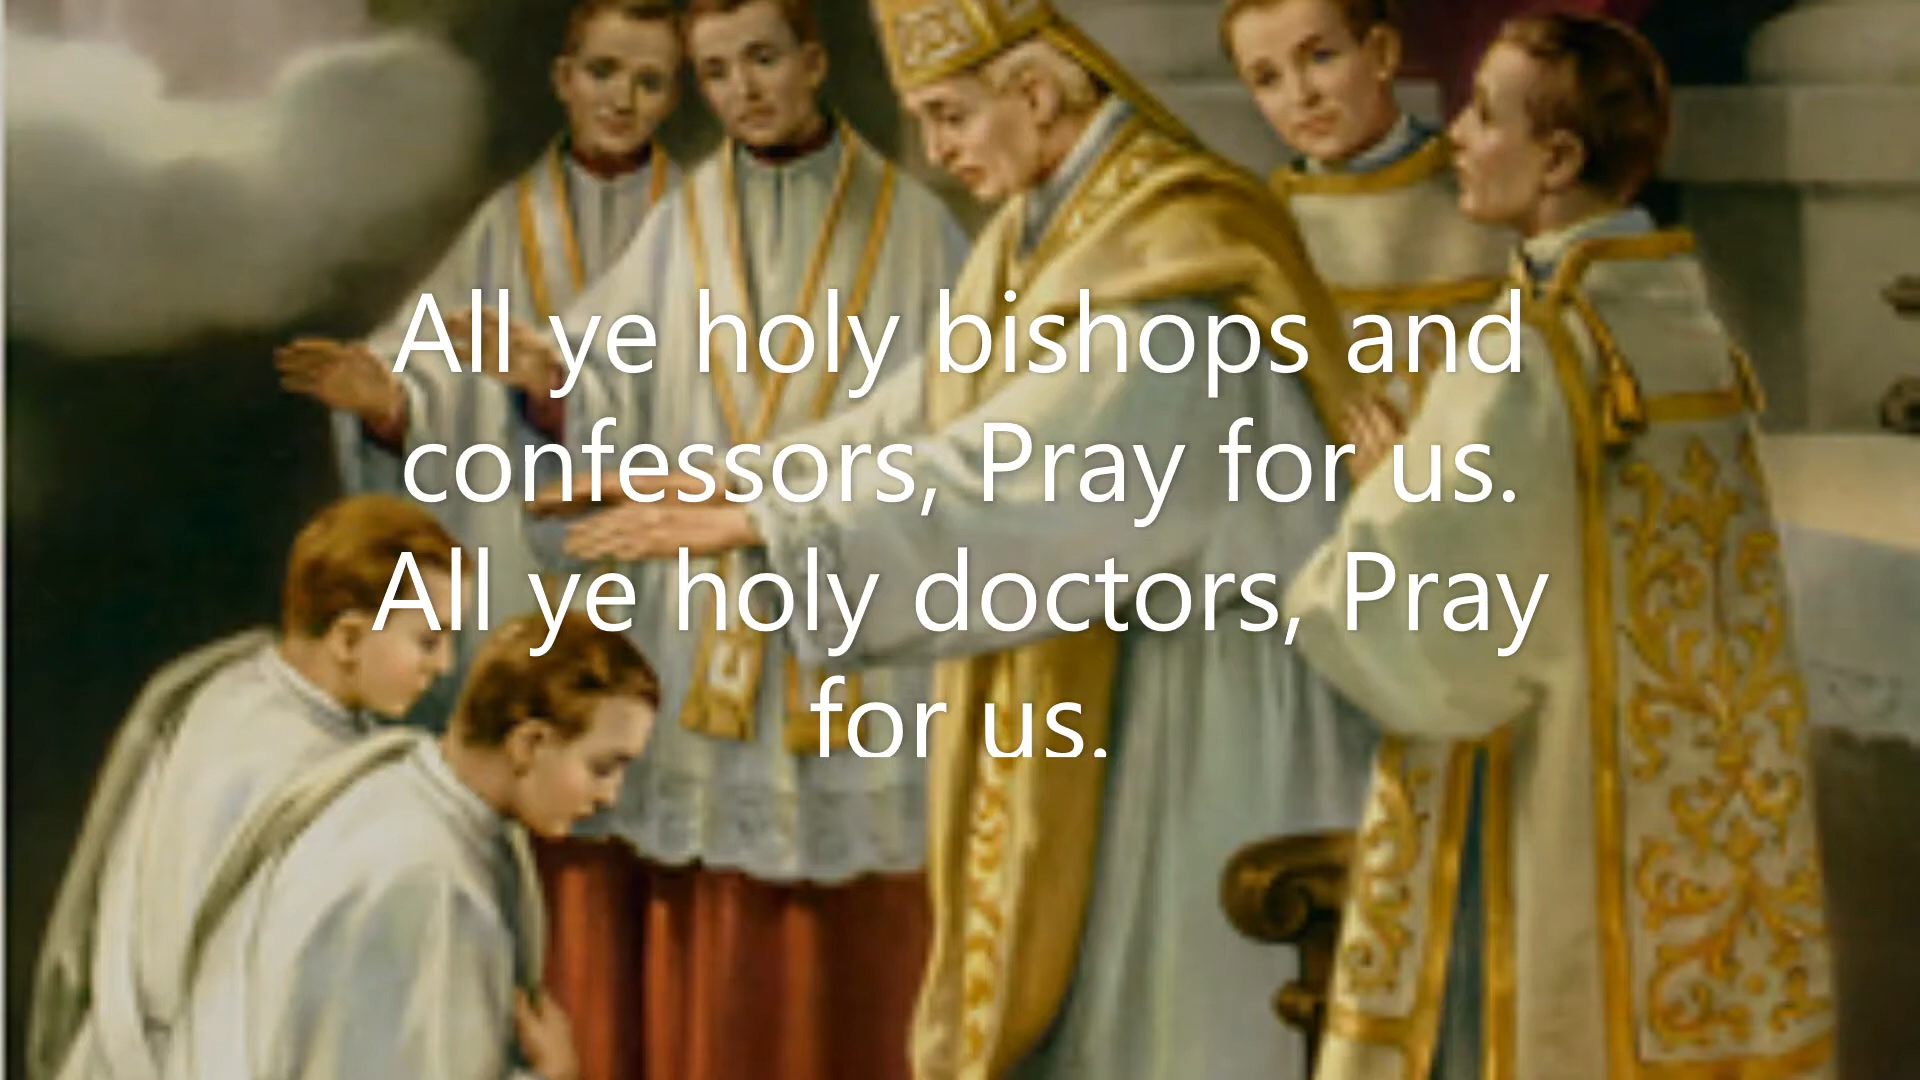 All ye holy bishops and
confessors, Pray for us.
All ye holy doctors, Pray
for us.